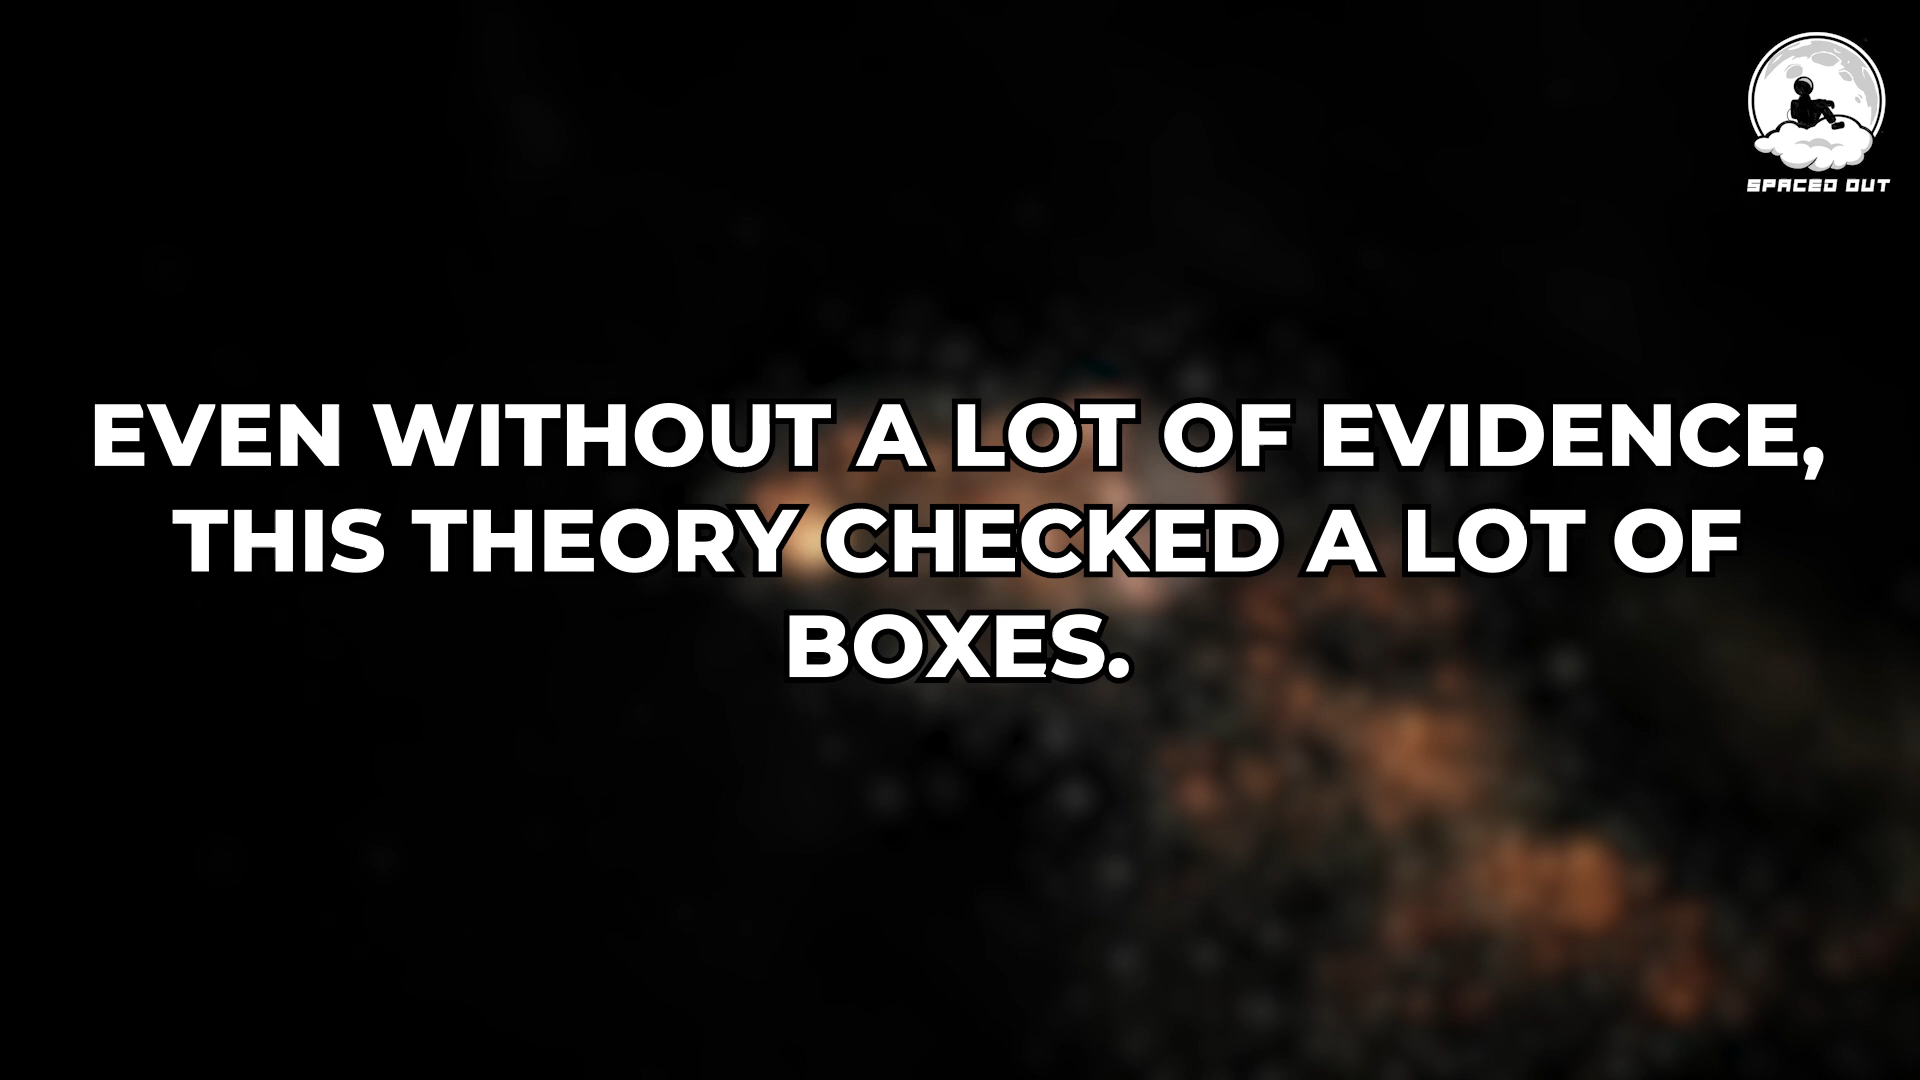 SPACED OUT
EVEN WITHOUT A LOT OF EVIDENCE,
THIS THEORY CHECKED A LOT OF
BOXES.